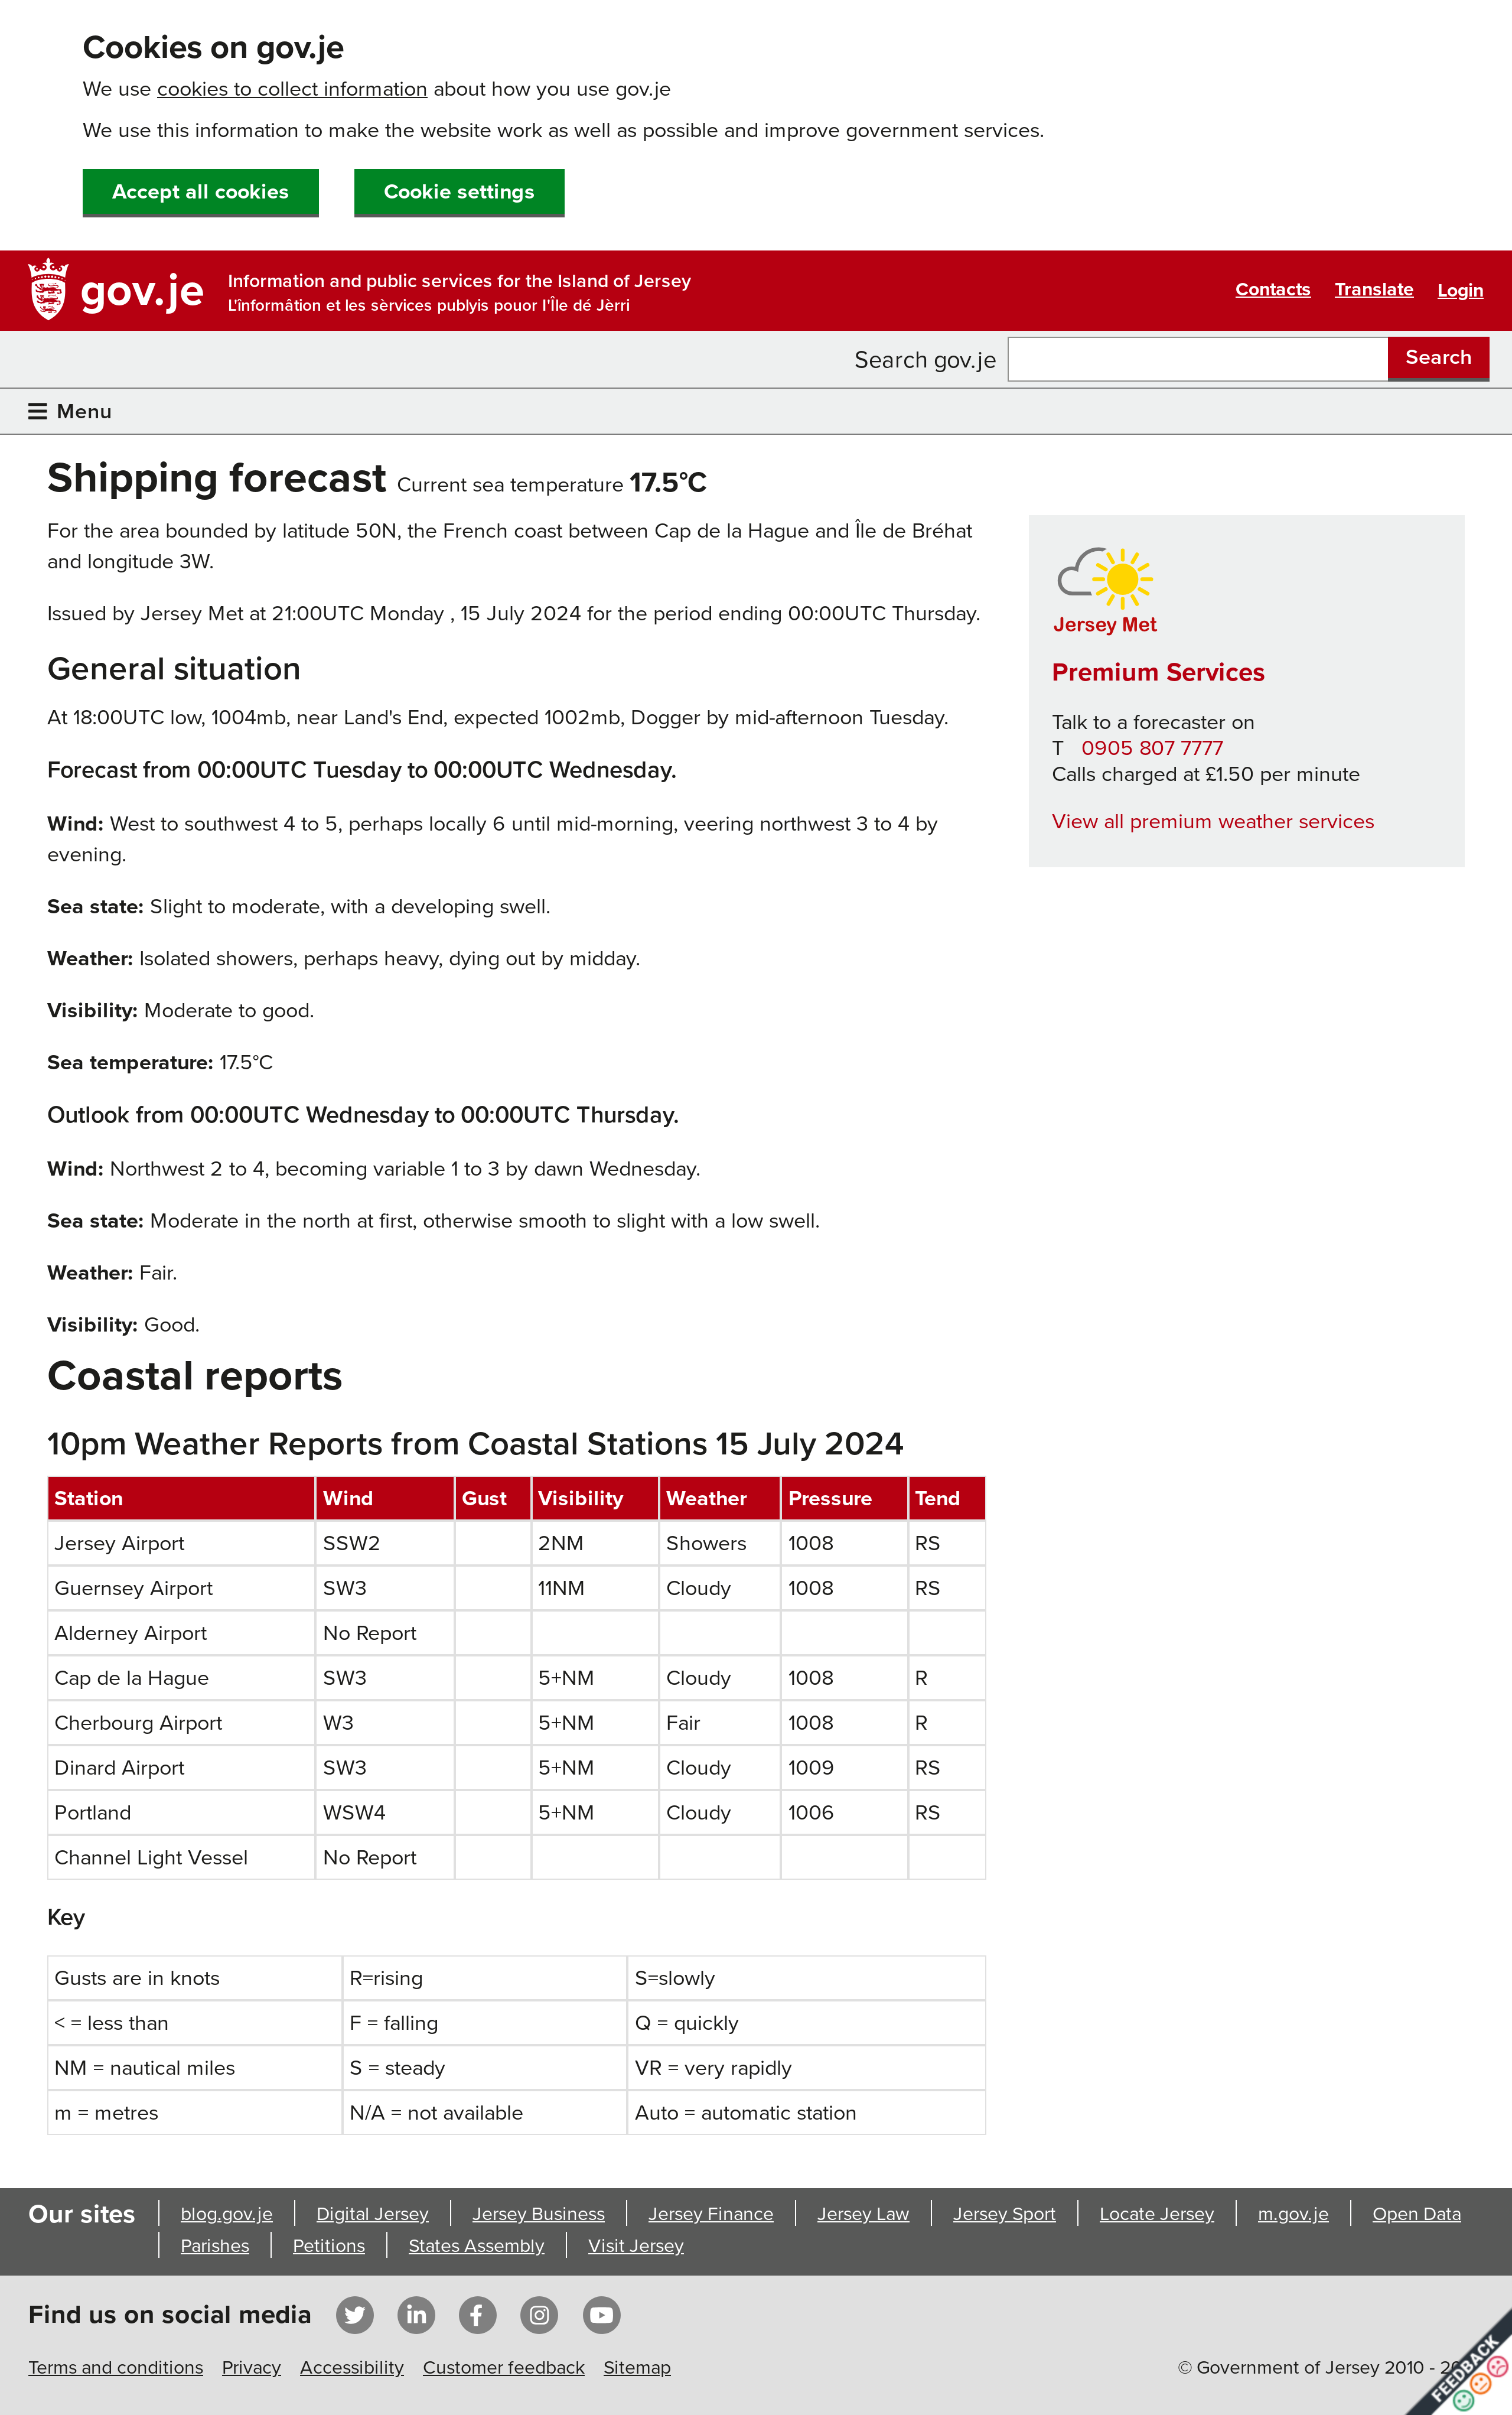 Cookies on gov.je
We use cookies to collect information about how you use gov.je
We use this information to make the website work as well as possible and improve government services.
Accept all cookies
Cookie settings
gov.je
Information and public services for the Island of Jersey
L'înformâtion et les sèrvices publyis pouor I'Île dé Jèrri
Contacts
Translate
Login
Search gov.je
Search
Menu
Shipping forecast Current sea temperature 17.5°C
For the area bounded by latitude 50N, the French coast between Cap de la Hague and Île de Bréhat
and longitude 3W.
Issued by Jersey Met at 21:00UTC Monday , 15 July 2024 for the period ending 00:00UTC Thursday.
General situation
At 18:00UTC low, 1004mb, near Land's End, expected 1002mb, Dogger by mid-afternoon Tuesday.
Forecast from 00:00UTC Tuesday to 00:00UTC Wednesday.
Wind: West to southwest 4 to 5, perhaps locally 6 until mid-morning, veering northwest 3 to 4 by
evening.
Sea state: Slight to moderate, with a developing swell.
Weather: Isolated showers, perhaps heavy, dying out by midday.
Visibility: Moderate to good.
Sea temperature: 17.5°C
Outlook from 00:00UTC Wednesday to 00:00UTC Thursday.
Wind: Northwest 2 to 4, becoming variable 1 to 3 by dawn Wednesday.
Sea state: Moderate in the north at first, otherwise smooth to slight with a low swell.
Weather: Fair.
Visibility: Good.
Jersey Met
Premium Services
Talk to a forecaster on
T 0905 807 7777
Calls charged at £1.50 per minute
View all premium weather services
Coastal reports
10pm Weather Reports from Coastal Stations 15 July 2024
Station Wind Gust Visibility Weather Pressure Tend
Jersey Airport SSW2 2NM Showers 1008 RS
Guernsey Airport SW3 11NM Cloudy 1008 RS
Alderney Airport No Report
Cap de la Hague SW3 5+NM Cloudy 1008 R
Cherbourg Airport W3 5+NM Fair 1008 R
Dinard Airport SW3 5+NM Cloudy 1009 RS
Portland WSW4 5+NM Cloudy 1006 RS
Channel Light Vessel No Report
Key
Gusts are in knots R=rising S=slowly
< = less than F = falling Q = quickly
NM = nautical miles S = steady VR = very rapidly
m = metres N/A = not available Auto = automatic station
Our sites blog.gov.je Digital Jersey Jersey Business Jersey Finance Jersey Law Jersey Sport Locate Jersey m.gov.je Open Data
Parishes Petitions States Assembly Visit Jersey
Find us on social media
Terms and conditions Privacy Accessibility Customer feedback Sitemap
© Government of Jersey 2010 -
FEEDBACK